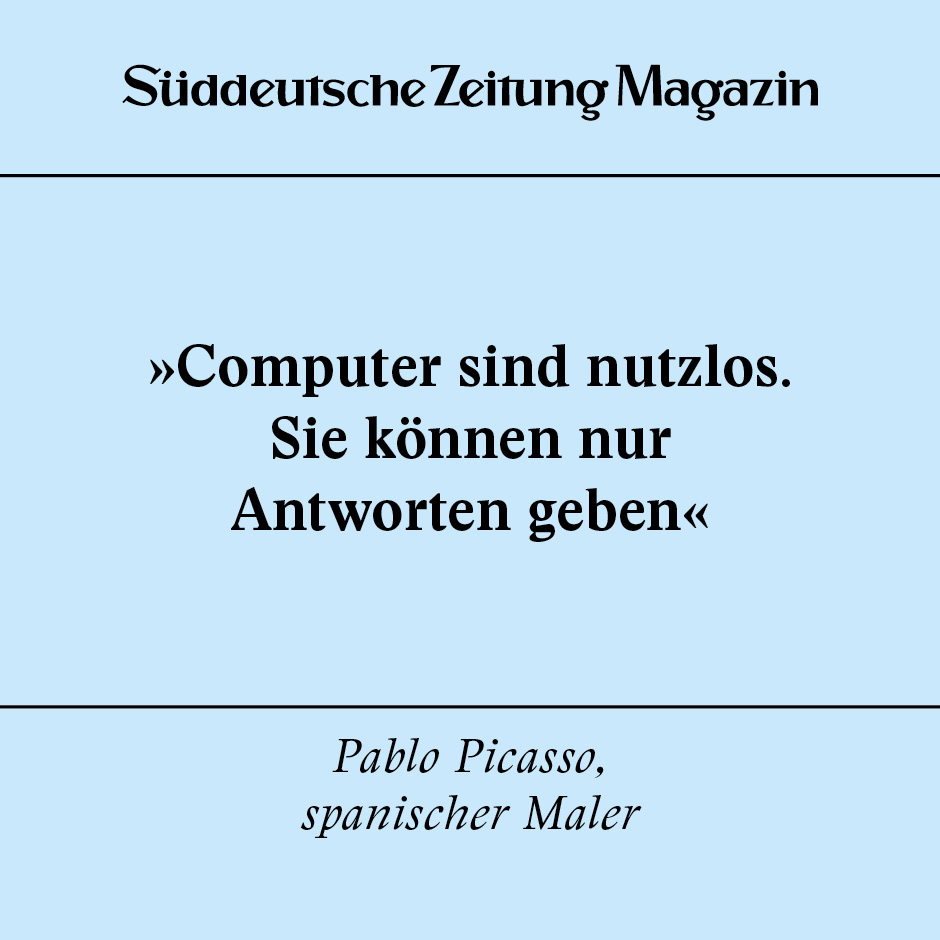 Süddeutsche Zeitung Magazin
»Computer sind nutzlos.
Sie können nur
Antworten geben«
Pablo Picasso,
spanischer Maler